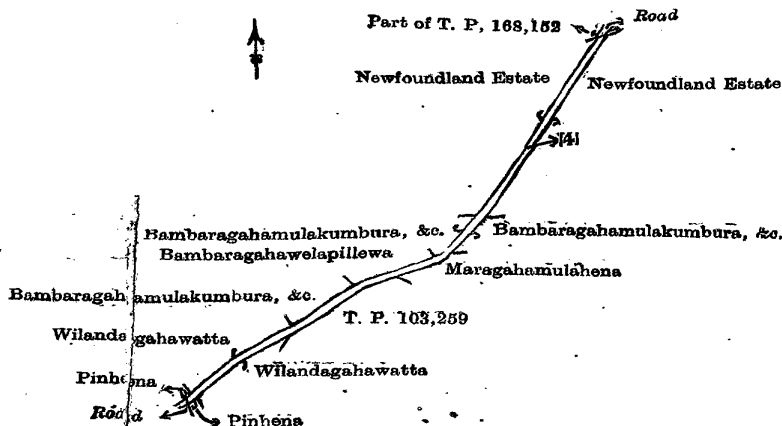 Part of T. P, 168,152
Road
Newfoundland Estate
Newfoundland Estate
[4]
Bambaragahamulakumbura, &c.
Bambaragahamulakumbura, &c.
Bambaragahawelapillewa
Maragahamulahena
Bambaragahamulakumbura, &c.
T. P. 103,259
Wilandagahawatta
Wilandagahawatta
Pinhena
Road
Pinhena